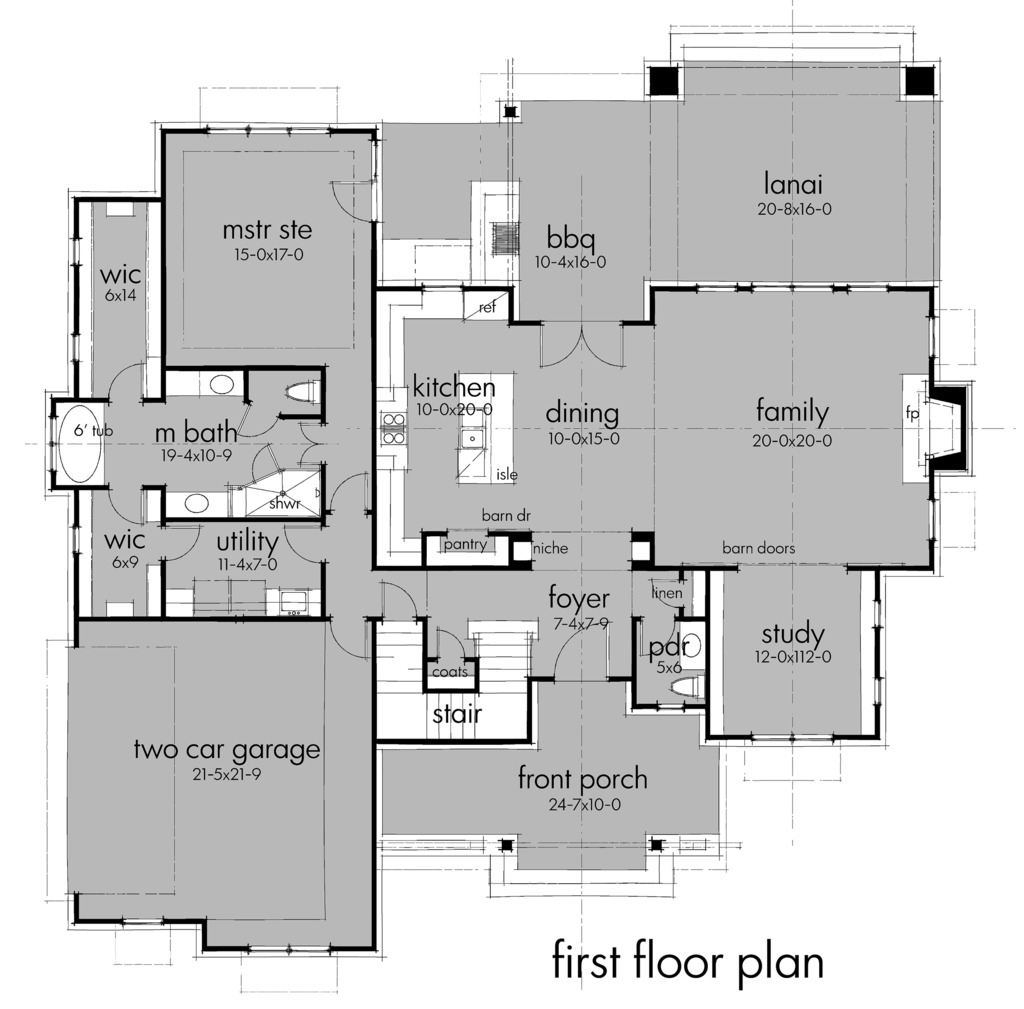 lanai
20-8x16-0
mstr ste
15-0x17-0
bbq
10-4x16-0
wic
6x14
ref
kitchen
10-0x20-0
dining
10-0x15-0
family
20-0x20-0
fp
6' tub
m bath
19-4x10-9
isle
shwr
barn dr
wic
6x9
utility
11-4x7-0
pantry
niche
barn doors
foyer
7-4x7-9
linen
pdr
5x6
study
12-0x112-0
coats
stair
two car garage
21-5x21-9
front porch
24-7x10-0
first floor plan